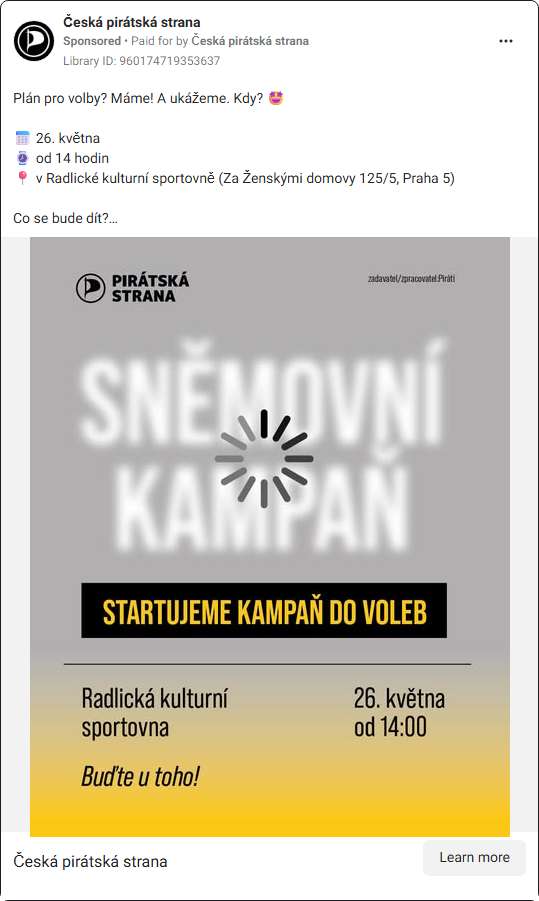 Česká pirátská strana
Sponsored • Paid for by Česká pirátská strana
Library ID: 960174719353637
Plán pro volby? Máme! A ukážeme. Kdy? 🤩
🗓️ 26. května
⌚ od 14 hodin
📍 v Radlické kulturní sportovně (Za Ženskými domovy 125/5, Praha 5)
Co se bude dít?...
PIRÁTSKÁ
STRANA
zadavatel/zpracovatel:Piráti
SNĚMOVNÍ
KAMPAŇ
STARTUJEME KAMPAŇ DO VOLEB
Radlická kulturní
sportovna
26. května
od 14:00
Buďte u toho!
Česká pirátská strana
Learn more